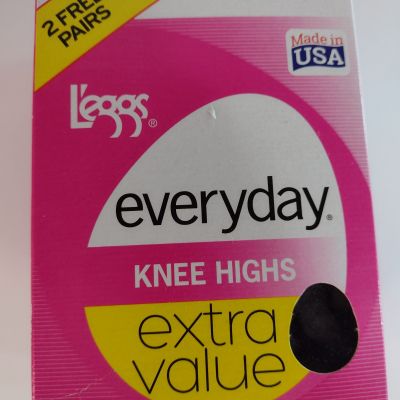 2 FREE
PAIRS
Made in
USA
L'eggs®
everyday®
KNEE HIGHS
extra
value